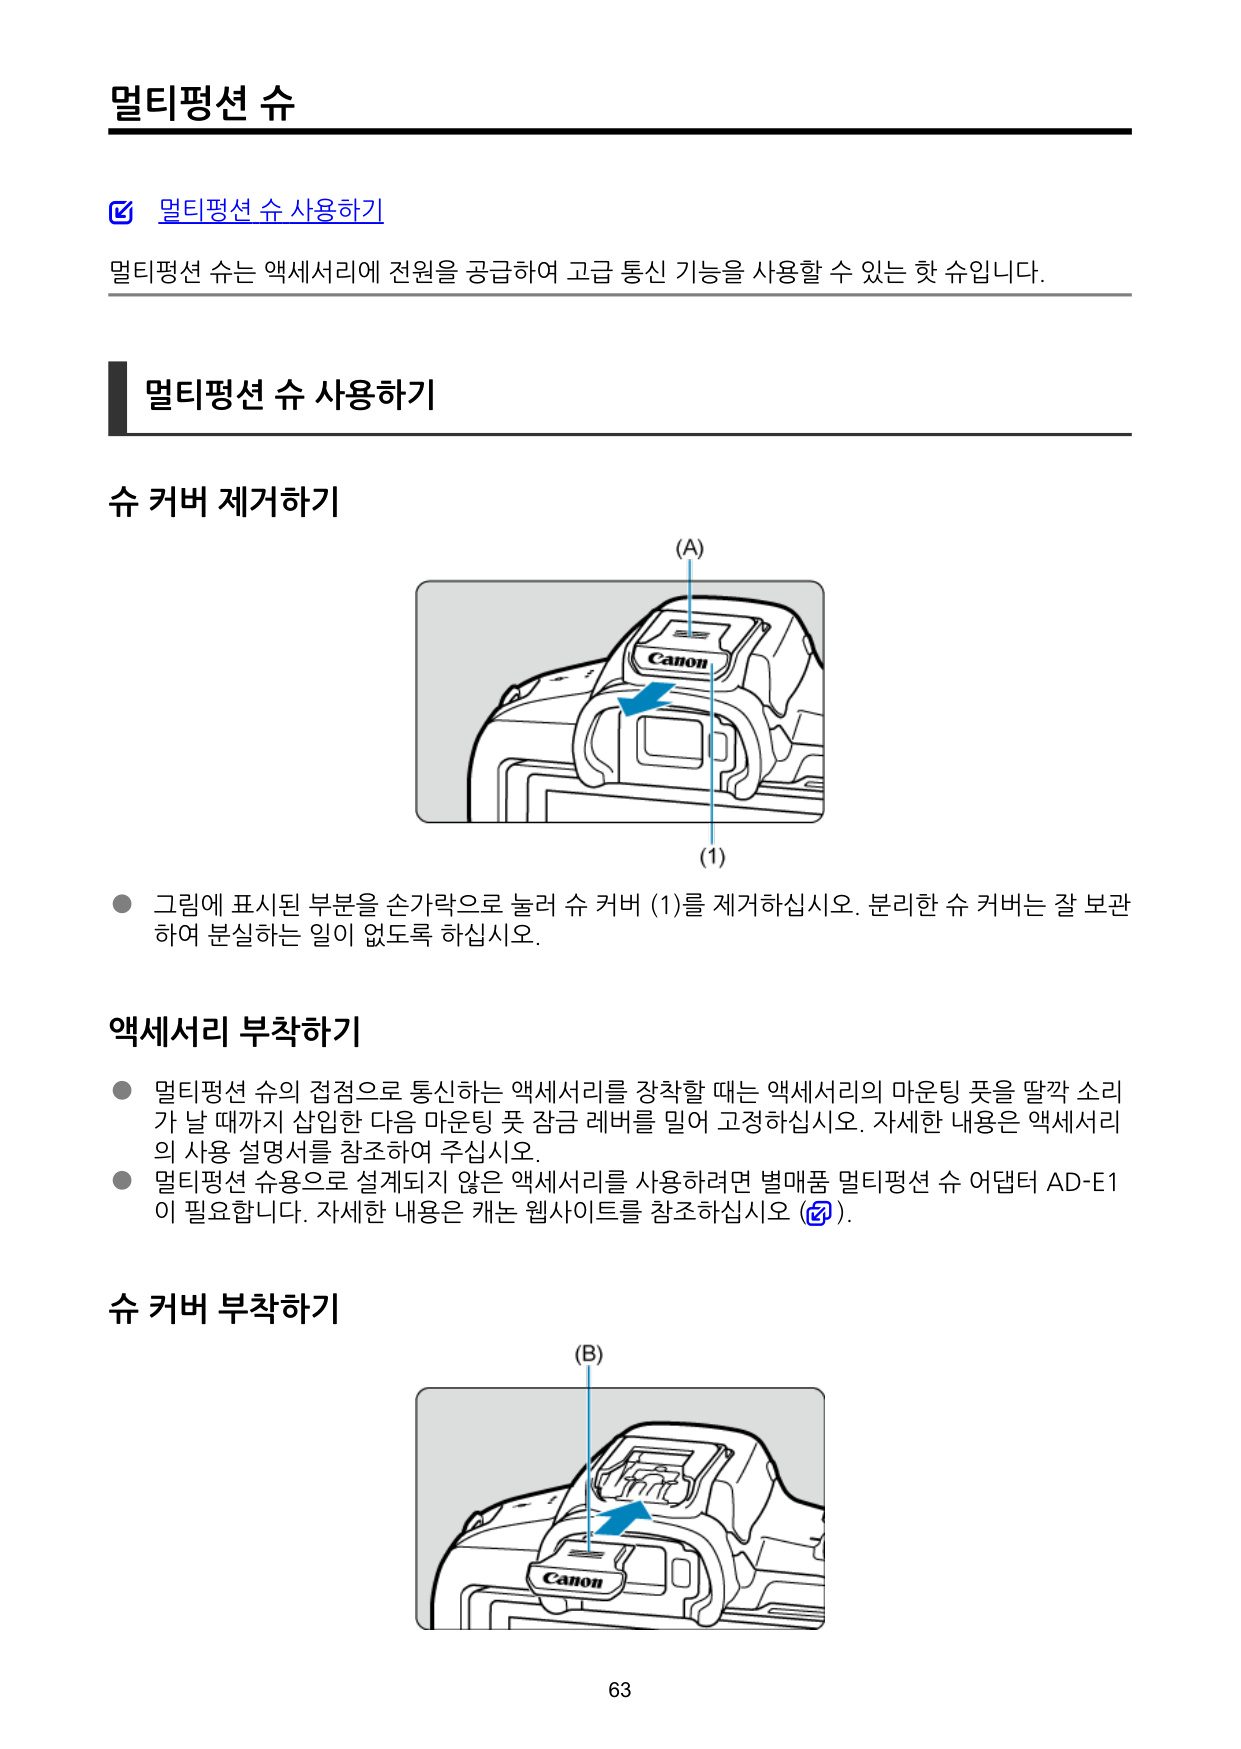 멀티펑션 슈
멀티펑션 슈 사용하기
멀티펑션 슈는 액세서리에 전원을 공급하여 고급 통신 기능을 사용할 수 있는 핫 슈입니다.
멀티펑션 슈 사용하기
슈 커버 제거하기
(A)
Canon
(1)
● 그림에 표시된 부분을 손가락으로 눌러 슈 커버 (1)를 제거하십시오. 분리한 슈 커버는 잘 보관
하여 분실하는 일이 없도록 하십시오.
액세서리 부착하기
● 멀티펑션 슈의 접점으로 통신하는 액세서리를 장착할 때는 액세서리의 마운팅 풋을 딸깍 소리
가 날 때까지 삽입한 다음 마운팅 풋 잠금 레버를 밀어 고정하십시오. 자세한 내용은 액세서리
의 사용 설명서를 참조하여 주십시오.
● 멀티펑션 슈용으로 설계되지 않은 액세서리를 사용하려면 별매품 멀티펑션 슈 어댑터 AD-E1
이 필요합니다. 자세한 내용은 캐논 웹사이트를 참조하십시오 ( ).
슈 커버 부착하기
(B)
Canon
63